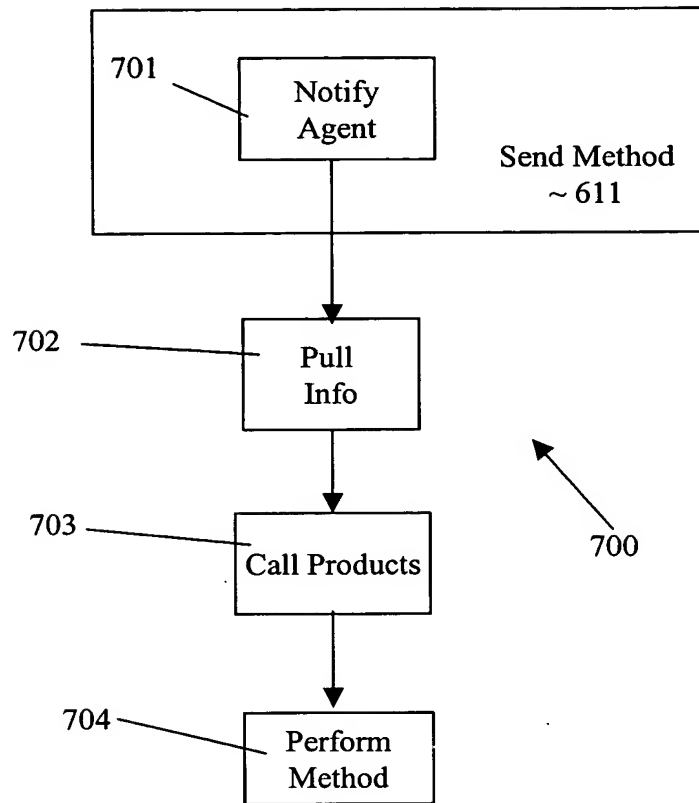 701
Notify
Agent
Send Method
~ 611
702
Pull
Info
703
Call Products
700
704
Perform
Method